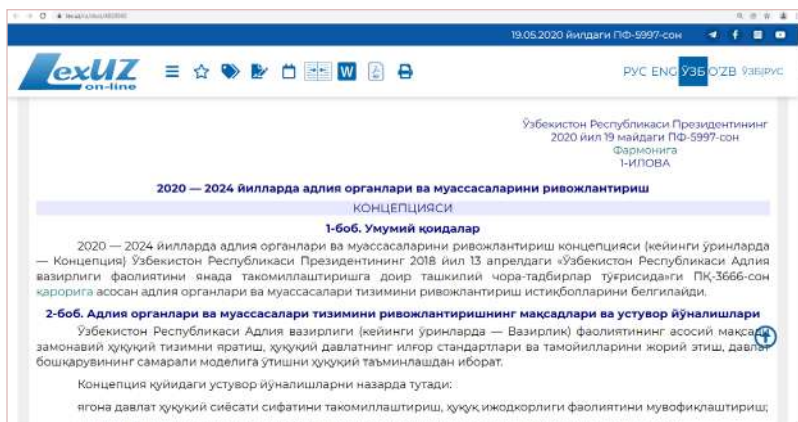 19.05.2020 йилдаги ПФ-5997-сон
LexUZ
on-line
РУС ENG ЎЗБ O'ZB ЎЗБ|РУС
Ўзбекистон Республикаси Президентининг
2020 йил 19 майдаги ПФ-5997-сон
Фармонига
1-ИЛОВА
2020 — 2024 йилларда адлия органлари ва муассасаларини ривожлантириш
КОНЦЕПЦИЯСИ
1-боб. Умумий қоидалар
2020 — 2024 йилларда адлия органлари ва муассасаларини ривожлантириш концепцияси (кейинги ўринларда
— Концепция) Ўзбекистон Республикаси Президентининг 2018 йил 13 апрелдаги «Ўзбекистон Республикаси Адлия
вазирлиги фаолиятини янада такомиллаштиришга доир ташкилий чора-тадбирлар тўғрисида»ги ПҚ-3666-сон
қарорига асосан адлия органлари ва муассасалари тизимини ривожлантириш истиқболларини белгилайди.
2-боб. Адлия органлари ва муассасалари тизимини ривожлантиришнинг мақсадлари ва устувор йўналишлари
Ўзбекистон Республикаси Адлия вазирлиги (кейинги ўринларда — Вазирлик) фаолиятининг асосий мақсади
замонавий ҳуқуқий тизимни яратиш, ҳуқуқий давлатнинг илғор стандартлари ва тамойилларини жорий этиш, давлат
бошқарувининг самарали моделига ўтишни ҳуқуқий таъминлашдан иборат.
Концепция қуйидаги устувор йўналишларни назарда тутади:
ягона давлат ҳуқуқий сиёсати сифатини такомиллаштириш, ҳуқуқ ижодкорлиги фаолиятини мувофиқлаштириш;